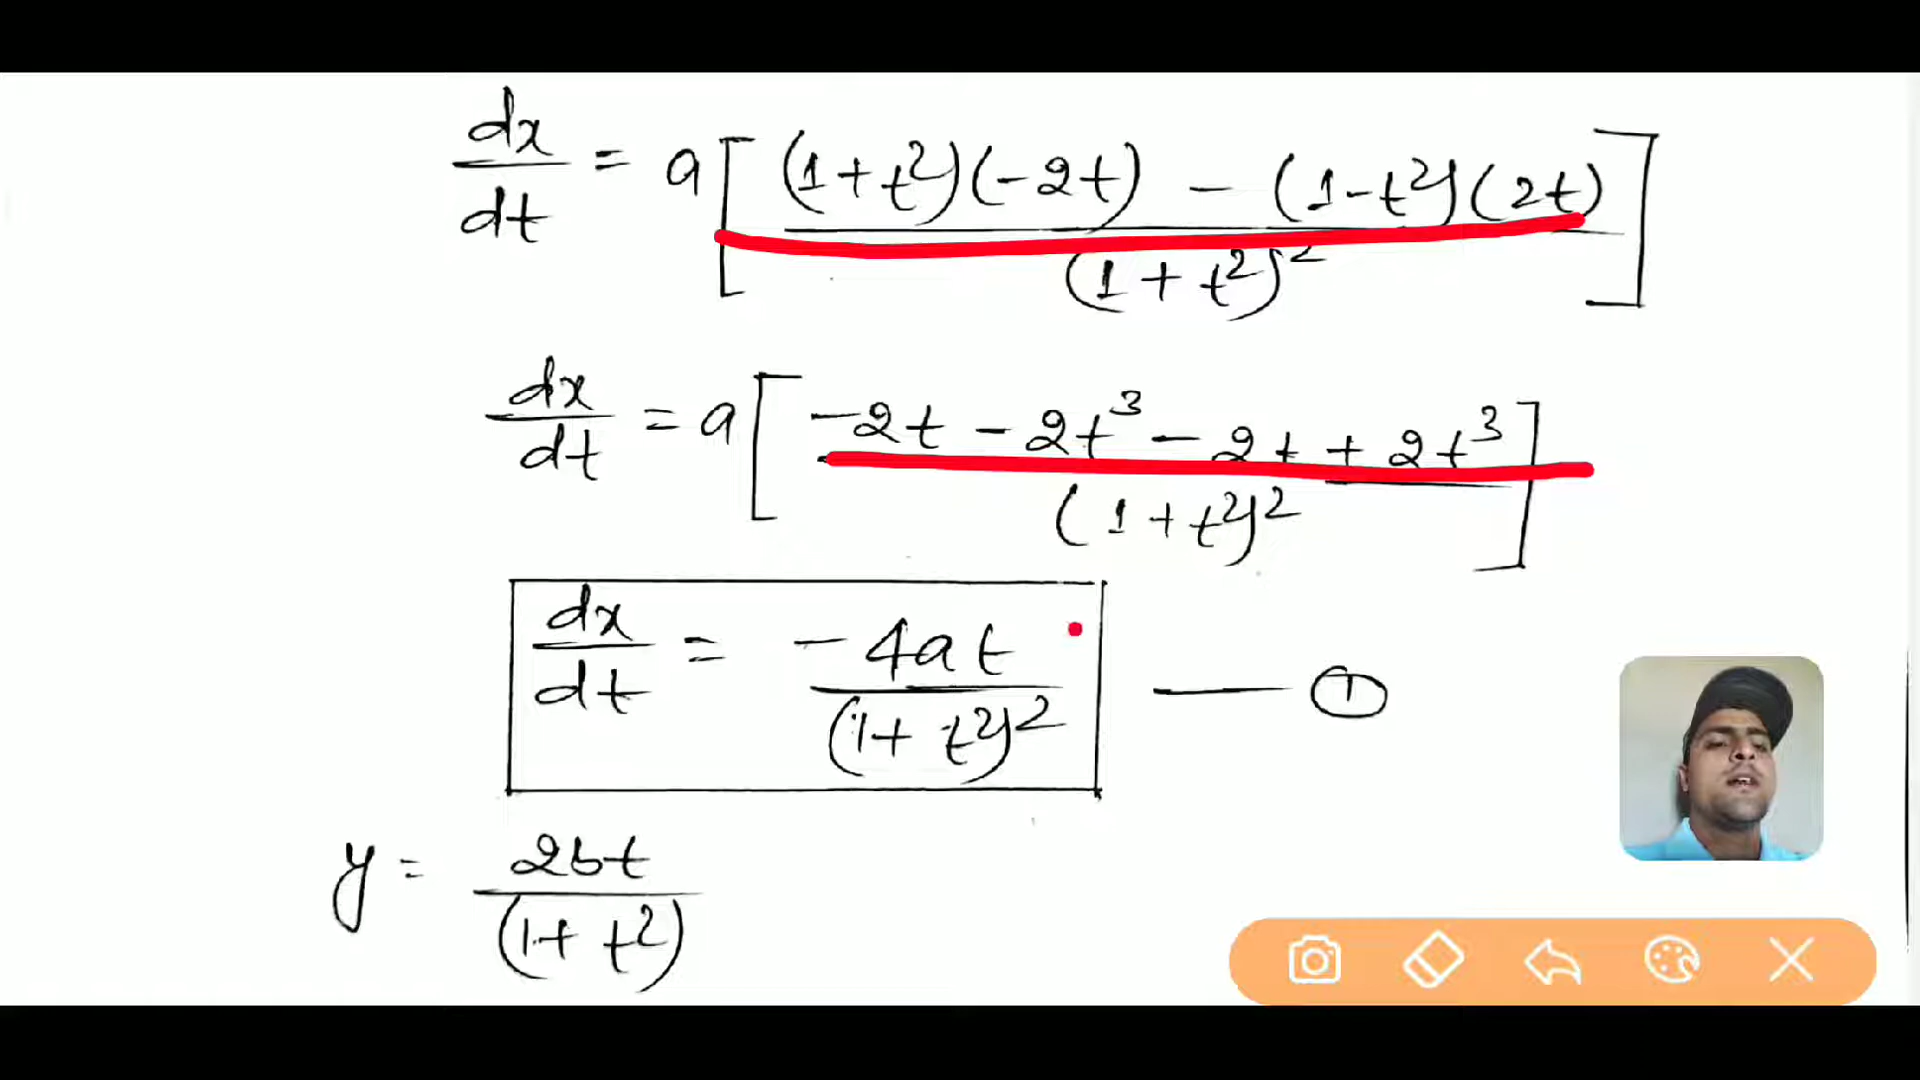 dx/dt = a[ (1+t²)(-2t) - (1-t²)(2t) / (1+t²)² ]
dx/dt = a[ -2t - 2t³ - 2t + 2t³ / (1+t²)² ]
dx/dt = -4at / (1+t²)² — ①
y = 2bt / (1+t²)